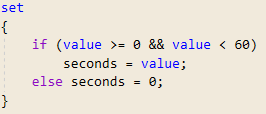 set
{
    if (value >= 0 && value < 60)
        seconds = value;
    else seconds = 0;
}